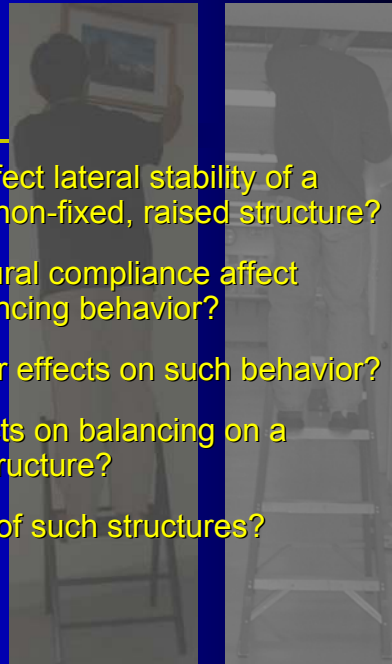 fect lateral stability of a
non-fixed, raised structure?
ral compliance affect
ncing behavior?
r effects on such behavior?
ts on balancing on a
ructure?
of such structures?